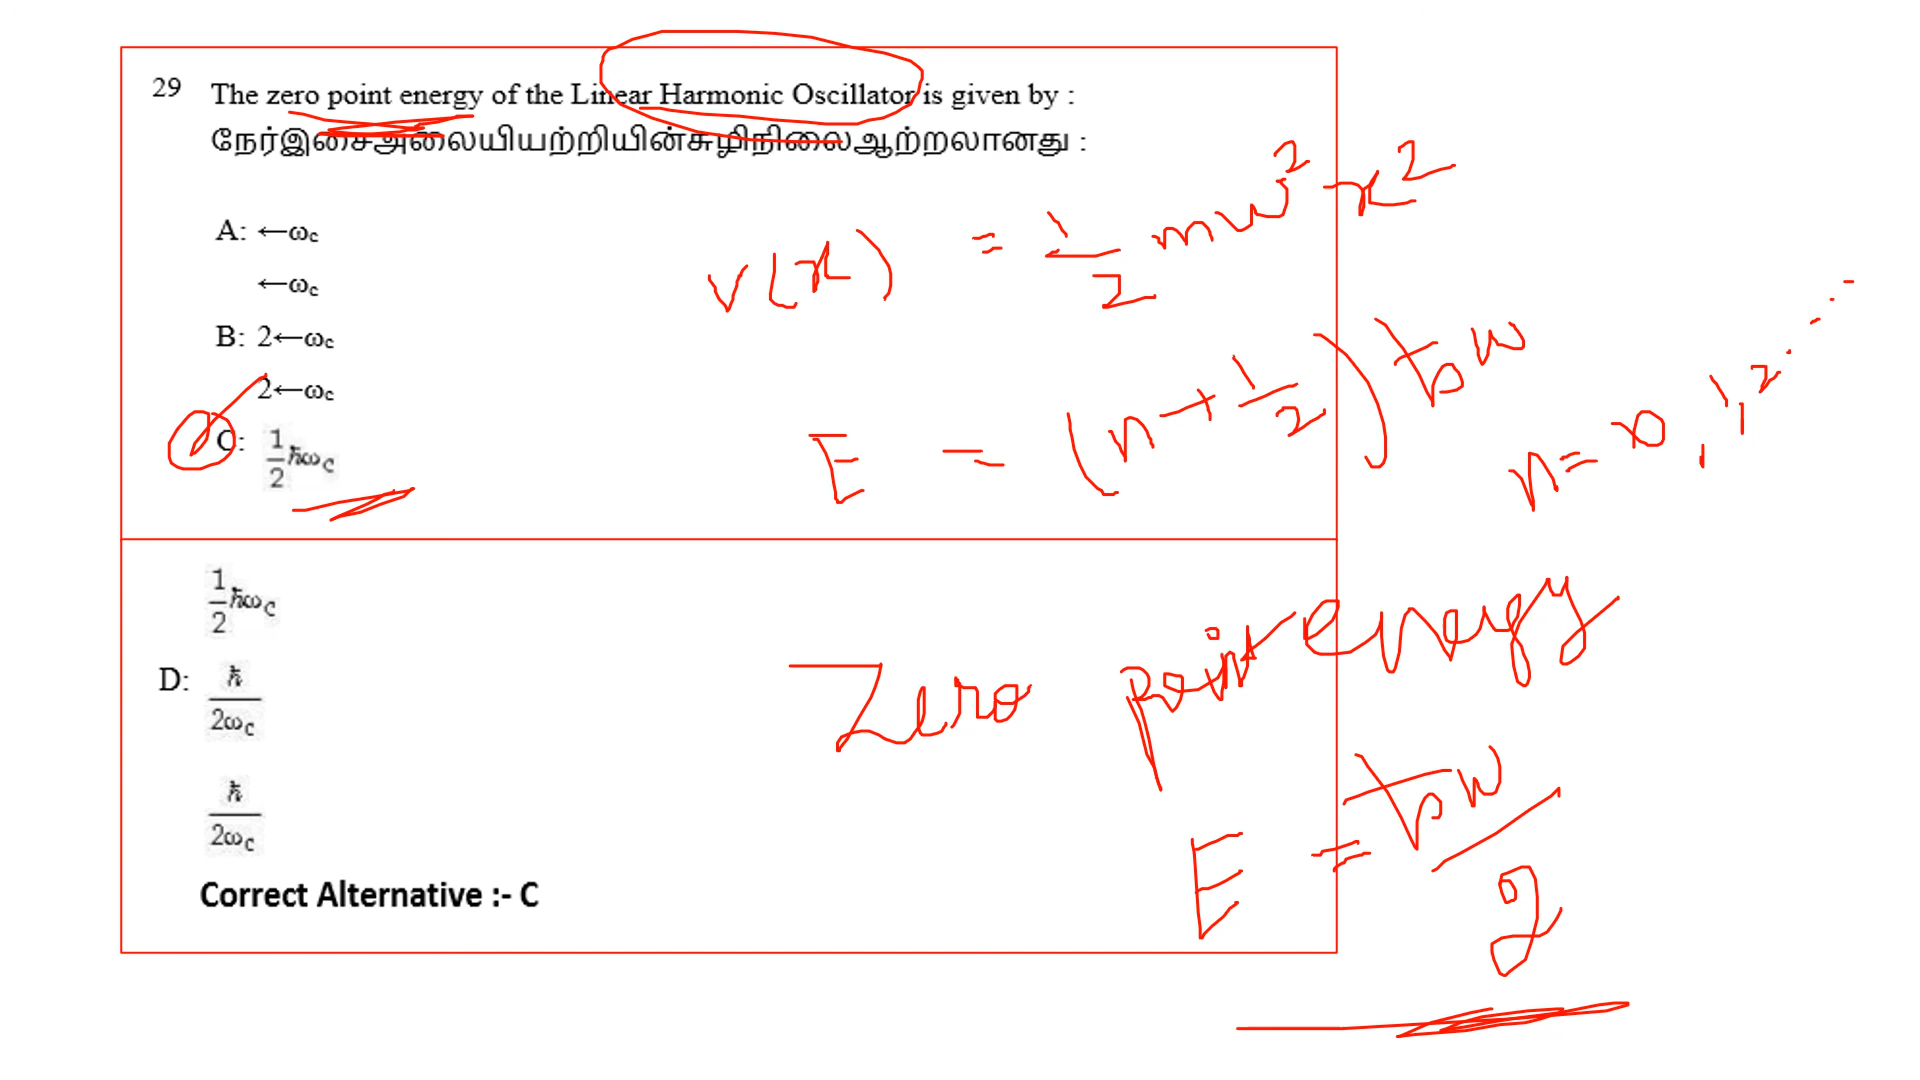 29 The zero point energy of the Linear Harmonic Oscillator is given by :
நேர்இசைஅலையியற்றியின்சுழிநிலைஆற்றலானது :
A: ←ωc
←ωc
B: 2←ωc
2←ωc
C: 1/2 ħωC
1/2 ħωC
D: ħ/2ωC
ħ/2ωC
Correct Alternative :- C
V(x) = 1/2 mω² x²
E = (n + 1/2) ħω
n = 0, 1, 2 ......
Zero point energy
E = ħω/2